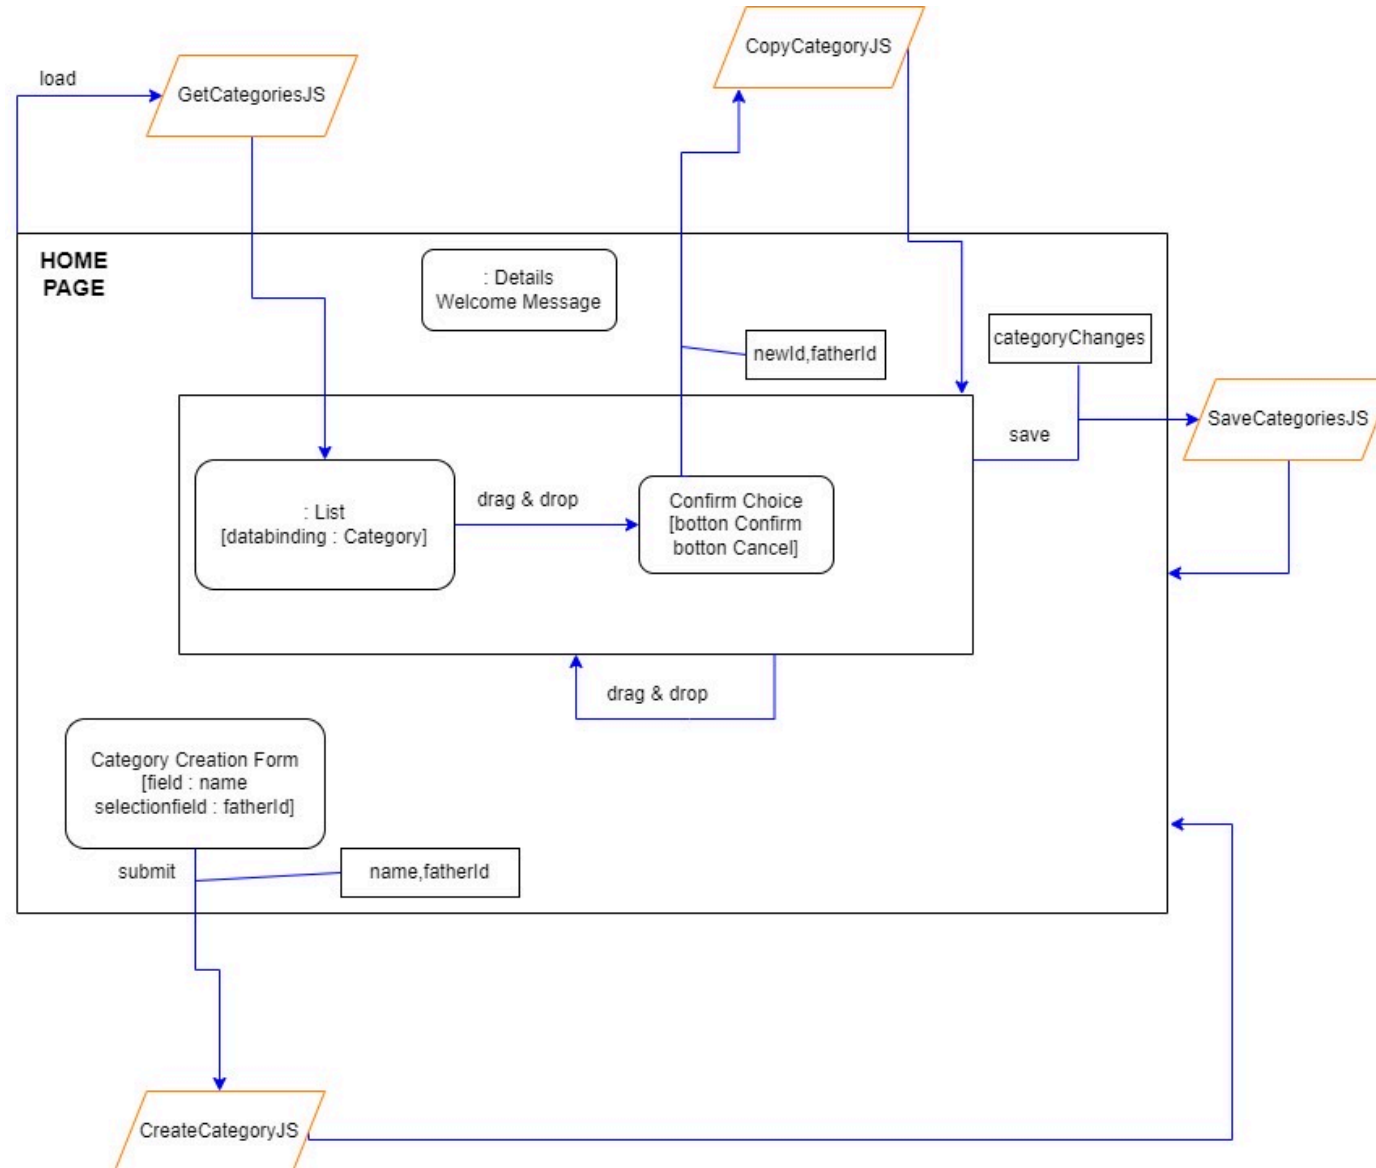 CopyCategoryJS
load
GetCategoriesJS
HOME
PAGE
: Details
Welcome Message
newId,fatherId
categoryChanges
save
SaveCategoriesJS
: List
[databinding : Category]
drag & drop
Confirm Choice
[botton Confirm
botton Cancel]
drag & drop
Category Creation Form
[field : name
selectionfield : fatherId]
submit
name,fatherId
CreateCategoryJS